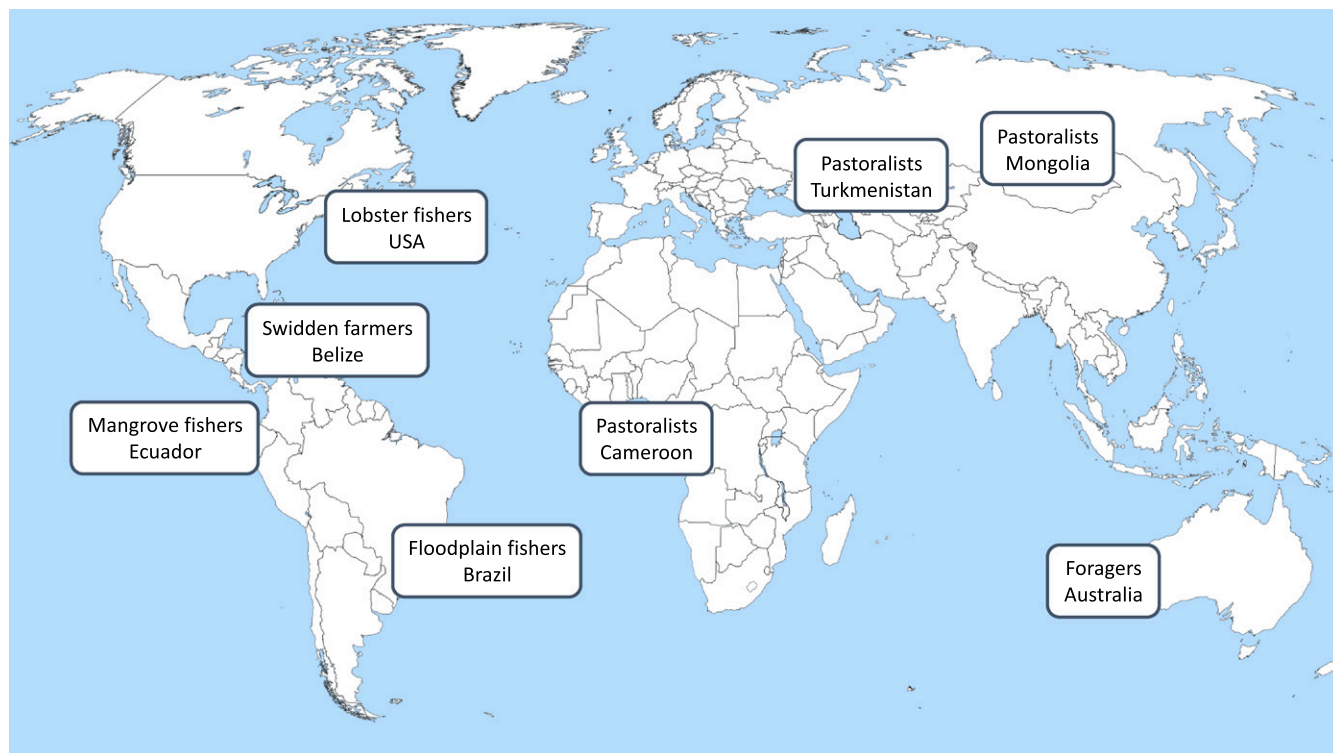 Pastoralists
Mongolia
Pastoralists
Turkmenistan
Lobster fishers
USA
Swidden farmers
Belize
Mangrove fishers
Ecuador
Pastoralists
Cameroon
Floodplain fishers
Brazil
Foragers
Australia